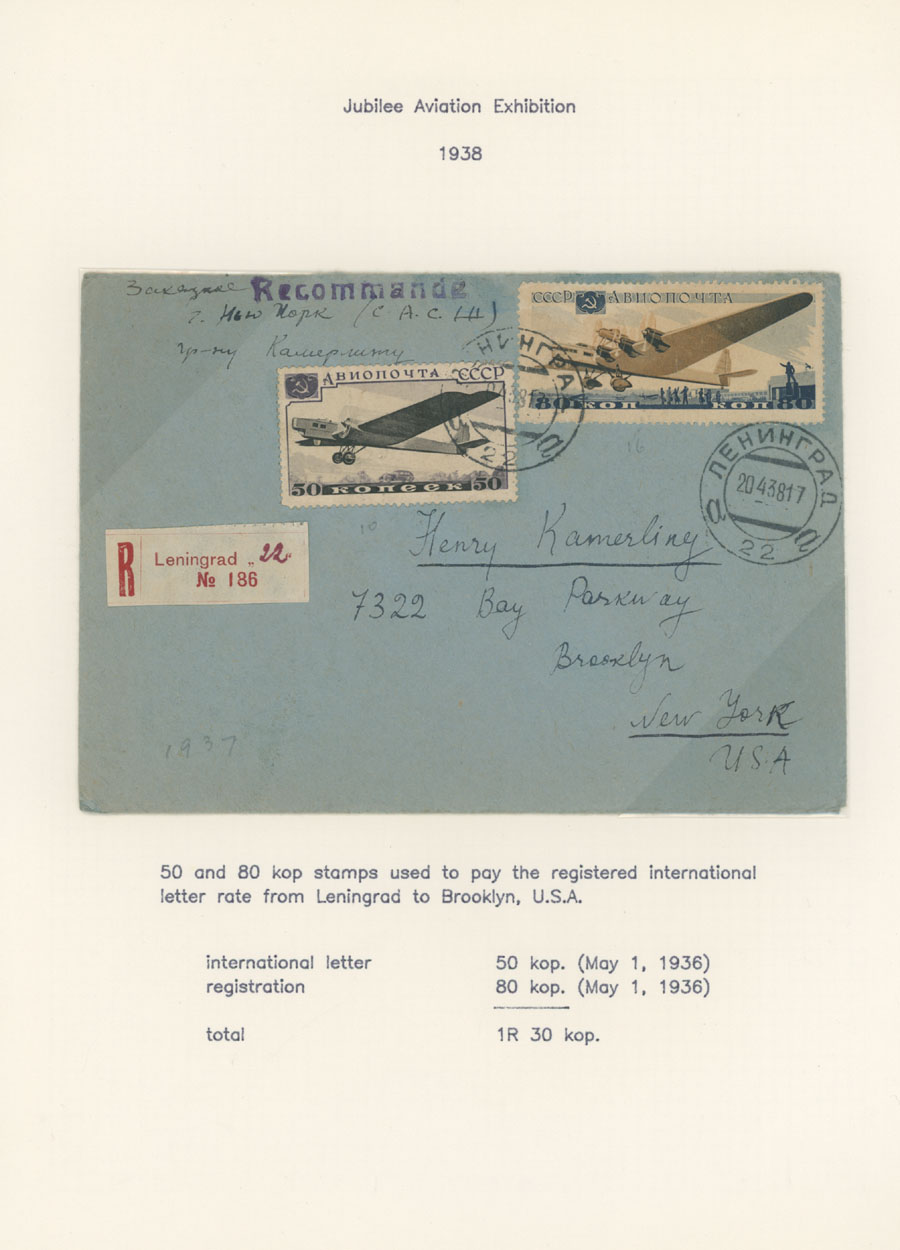 Jubilee Aviation Exhibition
1938
Заказное Recommande
г. Нью Йорк (С А. С Ш)
гр-ну Камерлингу
СССР АВИОПОЧТА
80 КОП КОП 80
АВИОПОЧТА СССР
50 КОПЕЕК 50
ЛЕНИНГРАД
20.4.38 17
22
R Leningrad „22"
№ 186
16
10
Henry Kamerling
7322 Bay Parkway
Brooklyn
New York
U.S.A
1937
50 and 80 kop stamps used to pay the registered international
letter rate from Leningrad to Brooklyn, U.S.A.
international letter 50 kop. (May 1, 1936)
registration 80 kop. (May 1, 1936)
total 1R 30 kop.